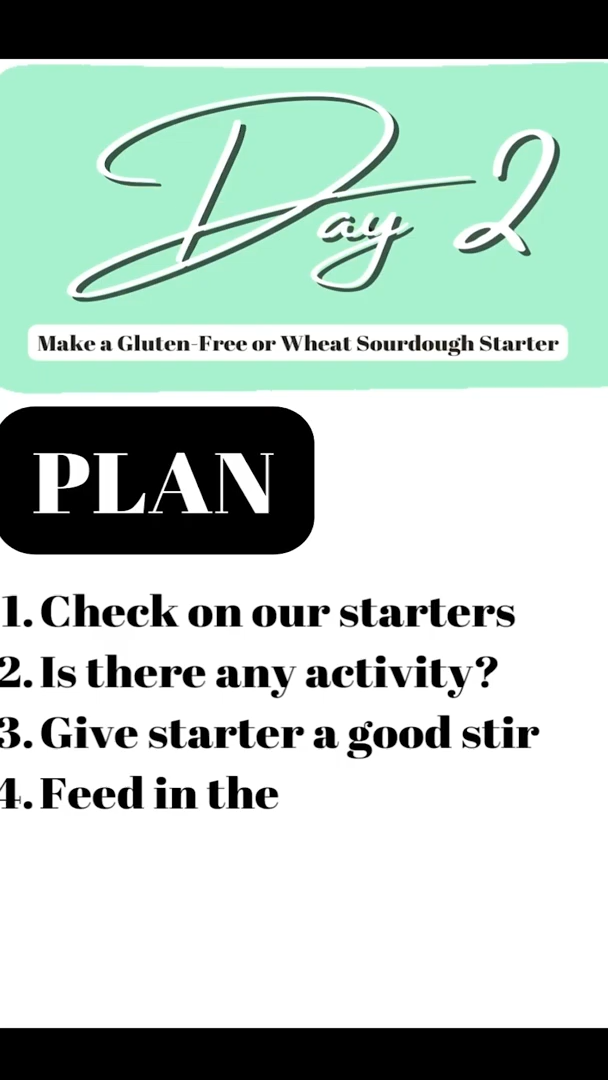 Day 2
Make a Gluten-Free or Wheat Sourdough Starter
PLAN
1. Check on our starters
2. Is there any activity?
3. Give starter a good stir
4. Feed in the